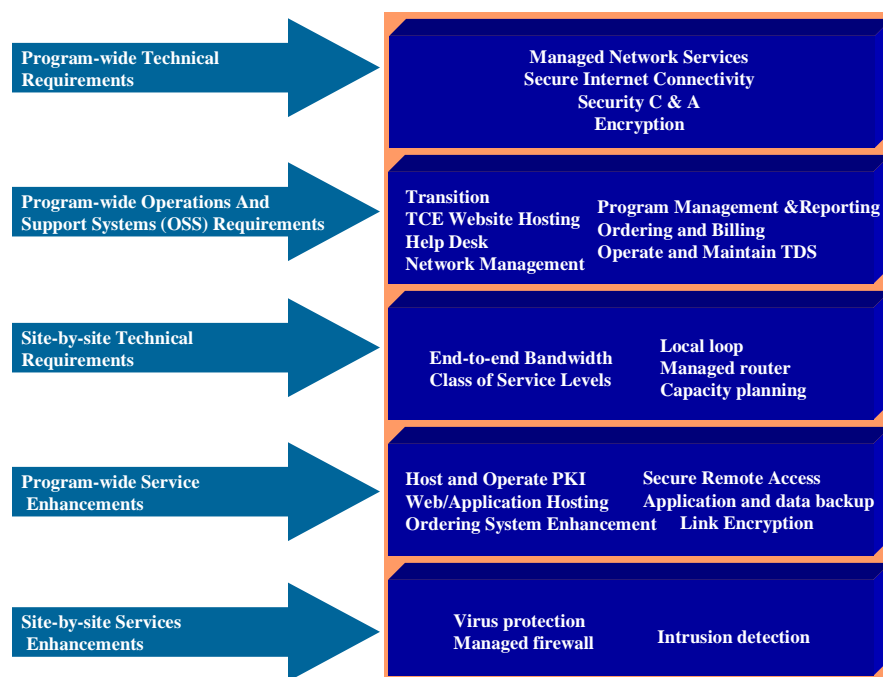 Program-wide Technical
Requirements
Managed Network Services
Secure Internet Connectivity
Security C & A
Encryption
Program-wide Operations And
Support Systems (OSS) Requirements
Transition
TCE Website Hosting
Help Desk
Network Management
Program Management &Reporting
Ordering and Billing
Operate and Maintain TDS
Site-by-site Technical
Requirements
End-to-end Bandwidth
Class of Service Levels
Local loop
Managed router
Capacity planning
Program-wide Service
Enhancements
Host and Operate PKI
Web/Application Hosting
Ordering System Enhancement
Secure Remote Access
Application and data backup
Link Encryption
Site-by-site Services
Enhancements
Virus protection
Managed firewall
Intrusion detection